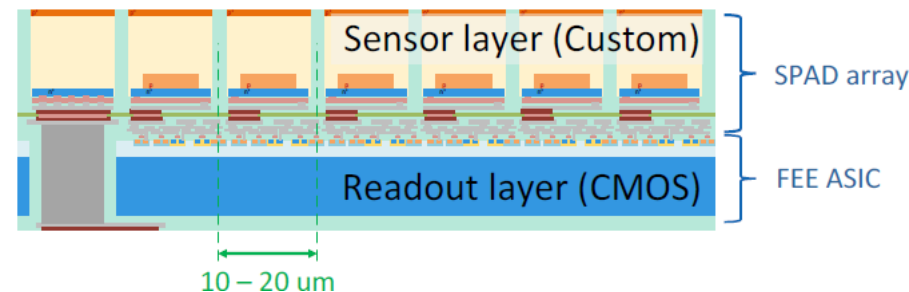 Sensor layer (Custom)
SPAD array
Readout layer (CMOS)
FEE ASIC
10 – 20 um